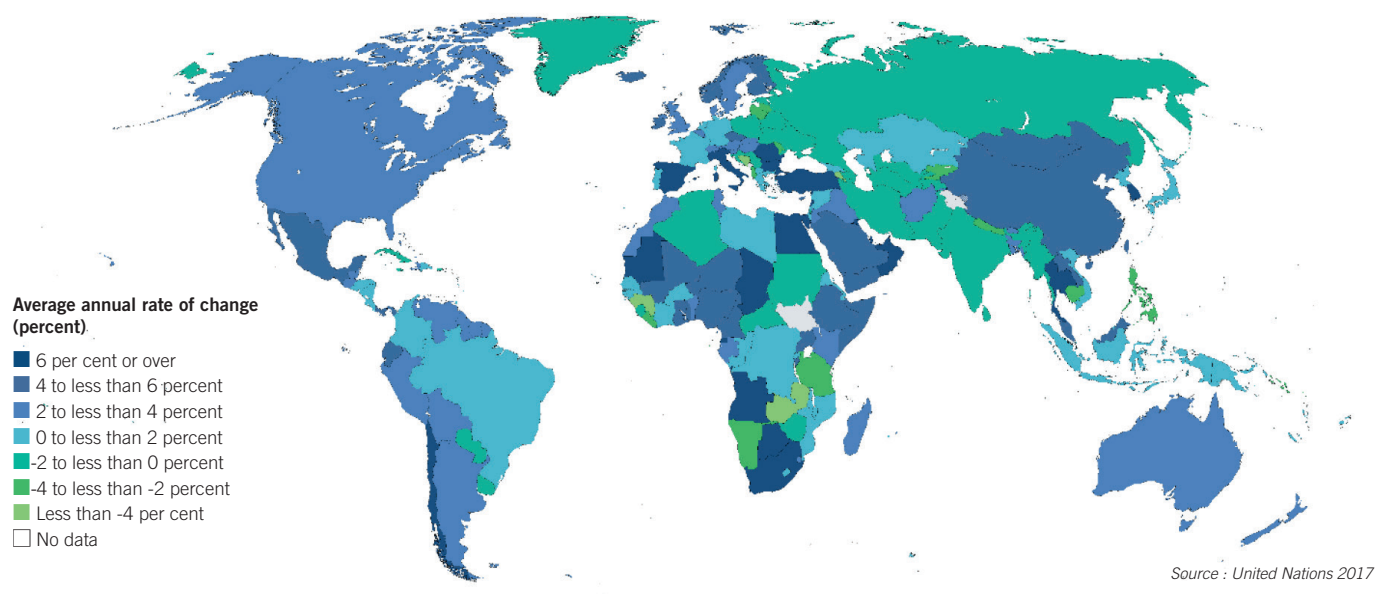 Average annual rate of change
(percent)
6 per cent or over
4 to less than 6 percent
2 to less than 4 percent
0 to less than 2 percent
-2 to less than 0 percent
-4 to less than -2 percent
Less than -4 per cent
No data
Source : United Nations 2017